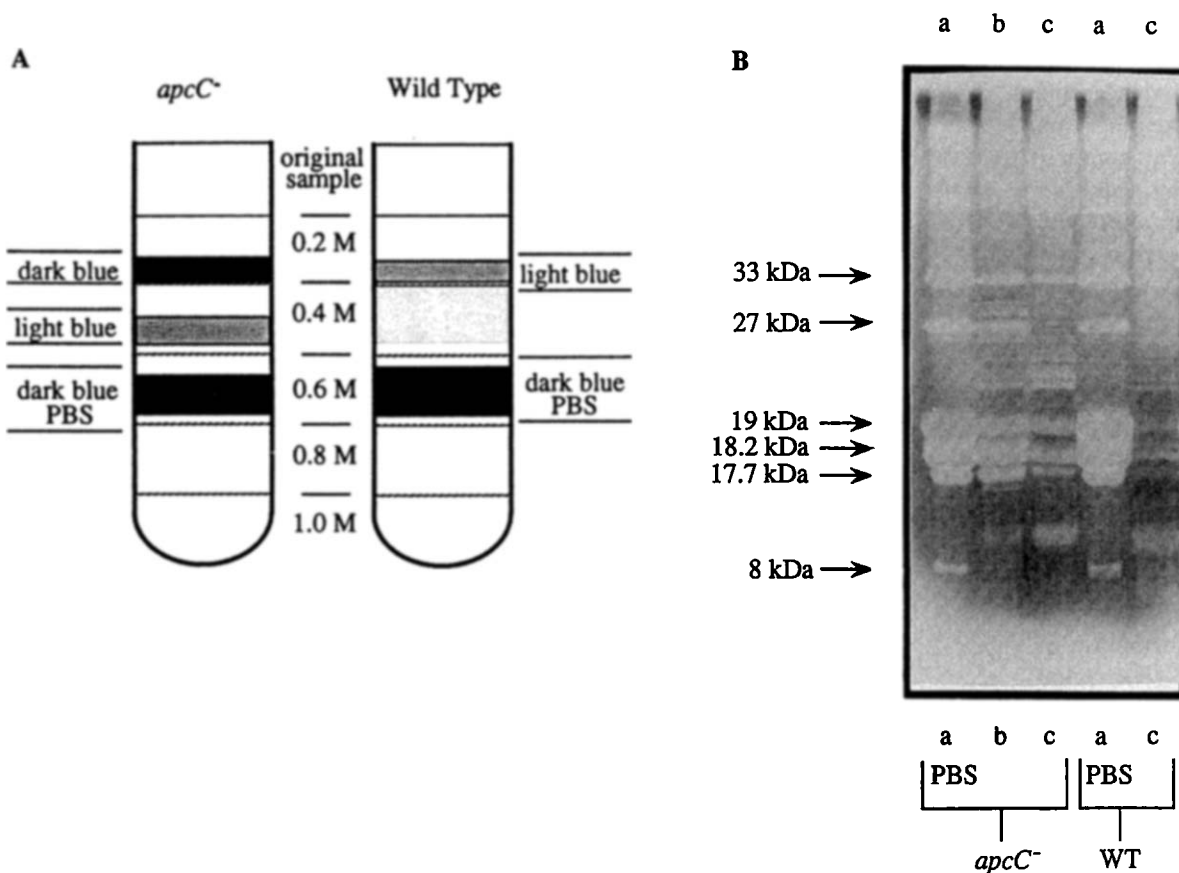 A
apcC-
Wild Type
original
sample
0.2 M
0.4 M
0.6 M
0.8 M
1.0 M
dark blue
light blue
dark blue
PBS
light blue
dark blue
PBS
B
a b c a c
33 kDa
27 kDa
19 kDa
18.2 kDa
17.7 kDa
8 kDa
a b c a c
PBS PBS
apcC- WT